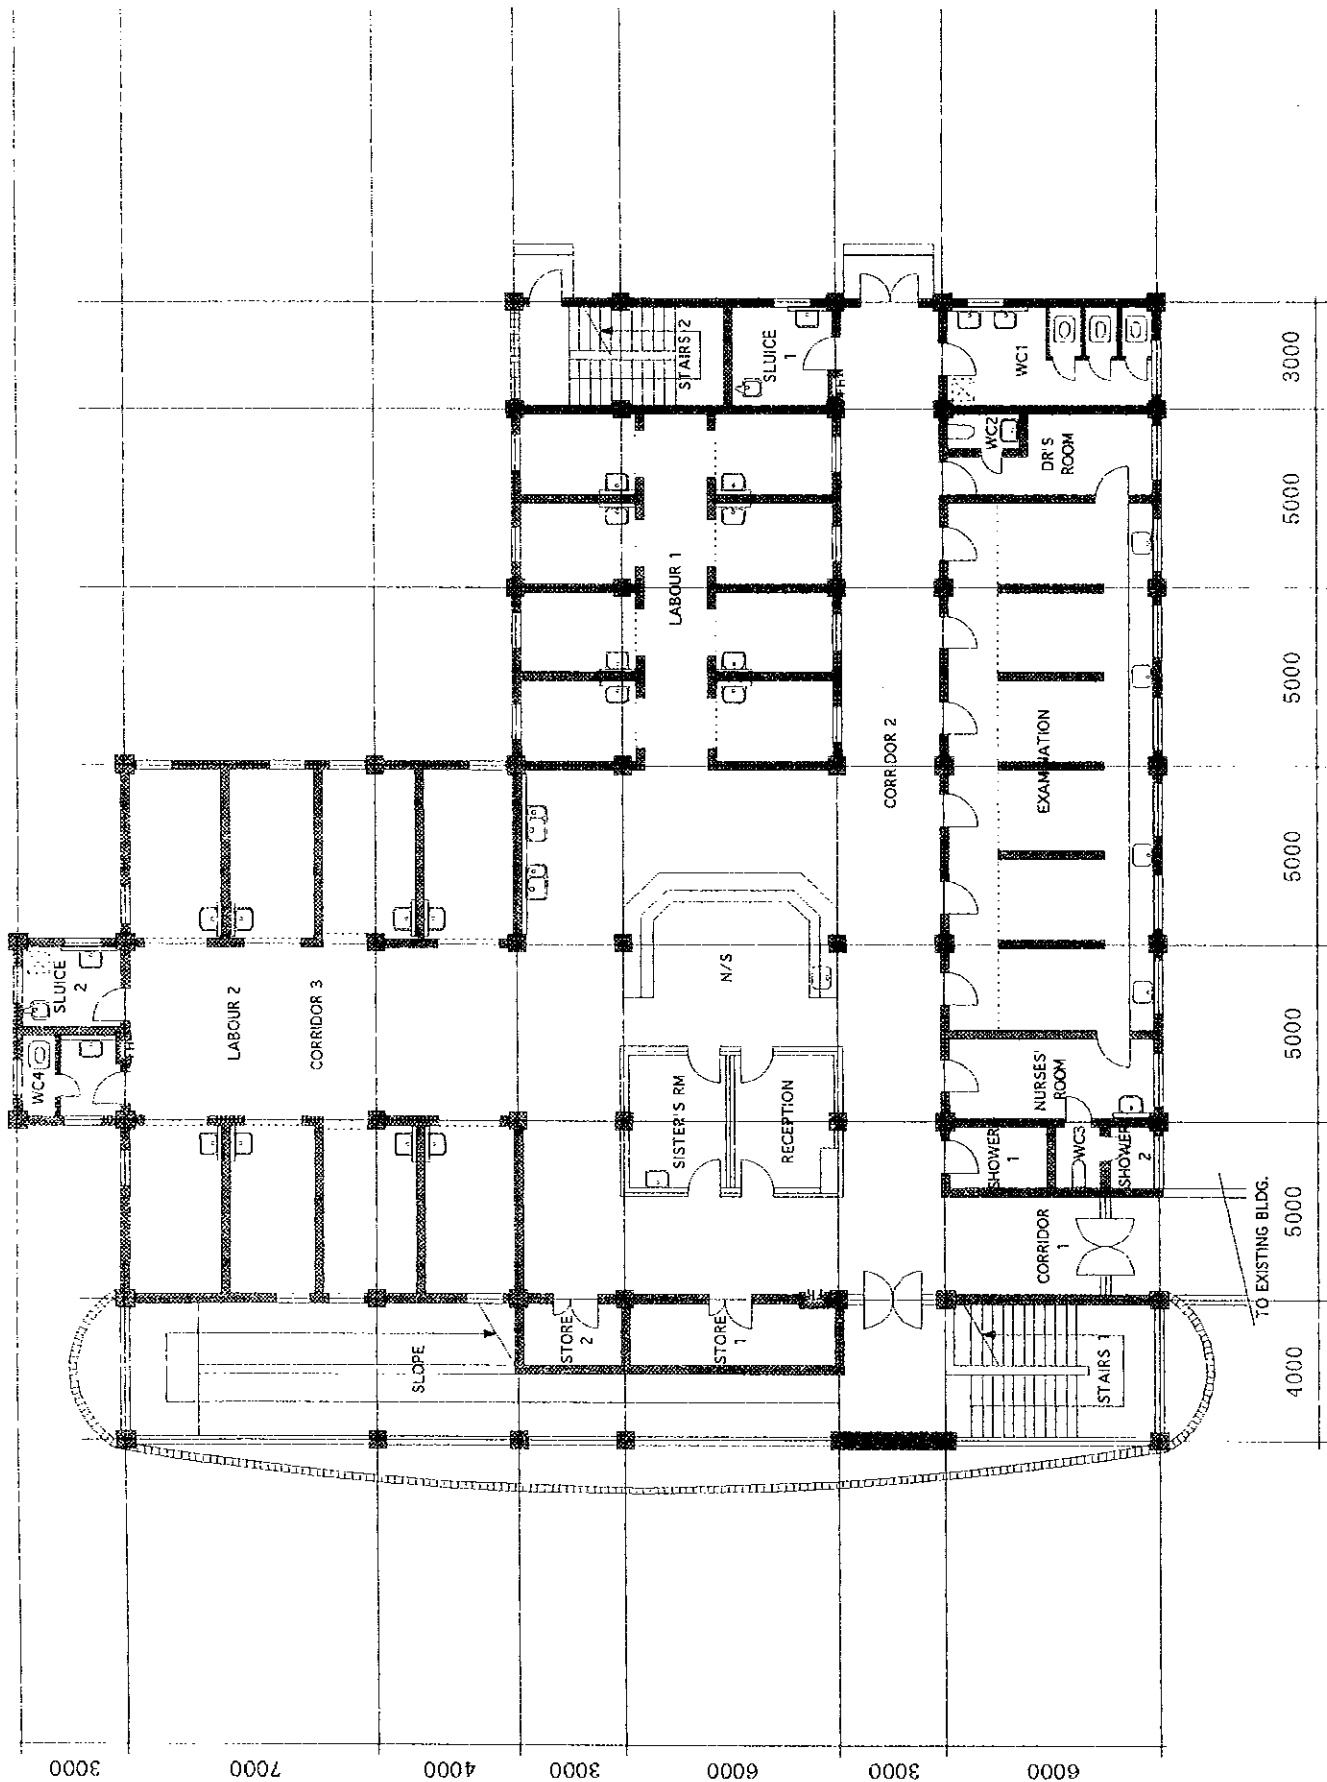 STAIRS 2
SLUICE
1
WC1
WC2
DR'S
ROOM
LABOUR 1
CORRIDOR 2
EXAMINATION
SLUICE
2
WC4
LABOUR 2
CORRIDOR 3
N/S
SISTER'S RM
RECEPTION
NURSES'
ROOM
SHOWER
1
WC3
SHOWER
2
CORRIDOR
1
TO EXISTING BLDG.
SLOPE
STORE
2
STORE
1
STAIRS 1
3000
5000
5000
5000
5000
5000
4000
3000
7000
4000
3000
6000
3000
6000